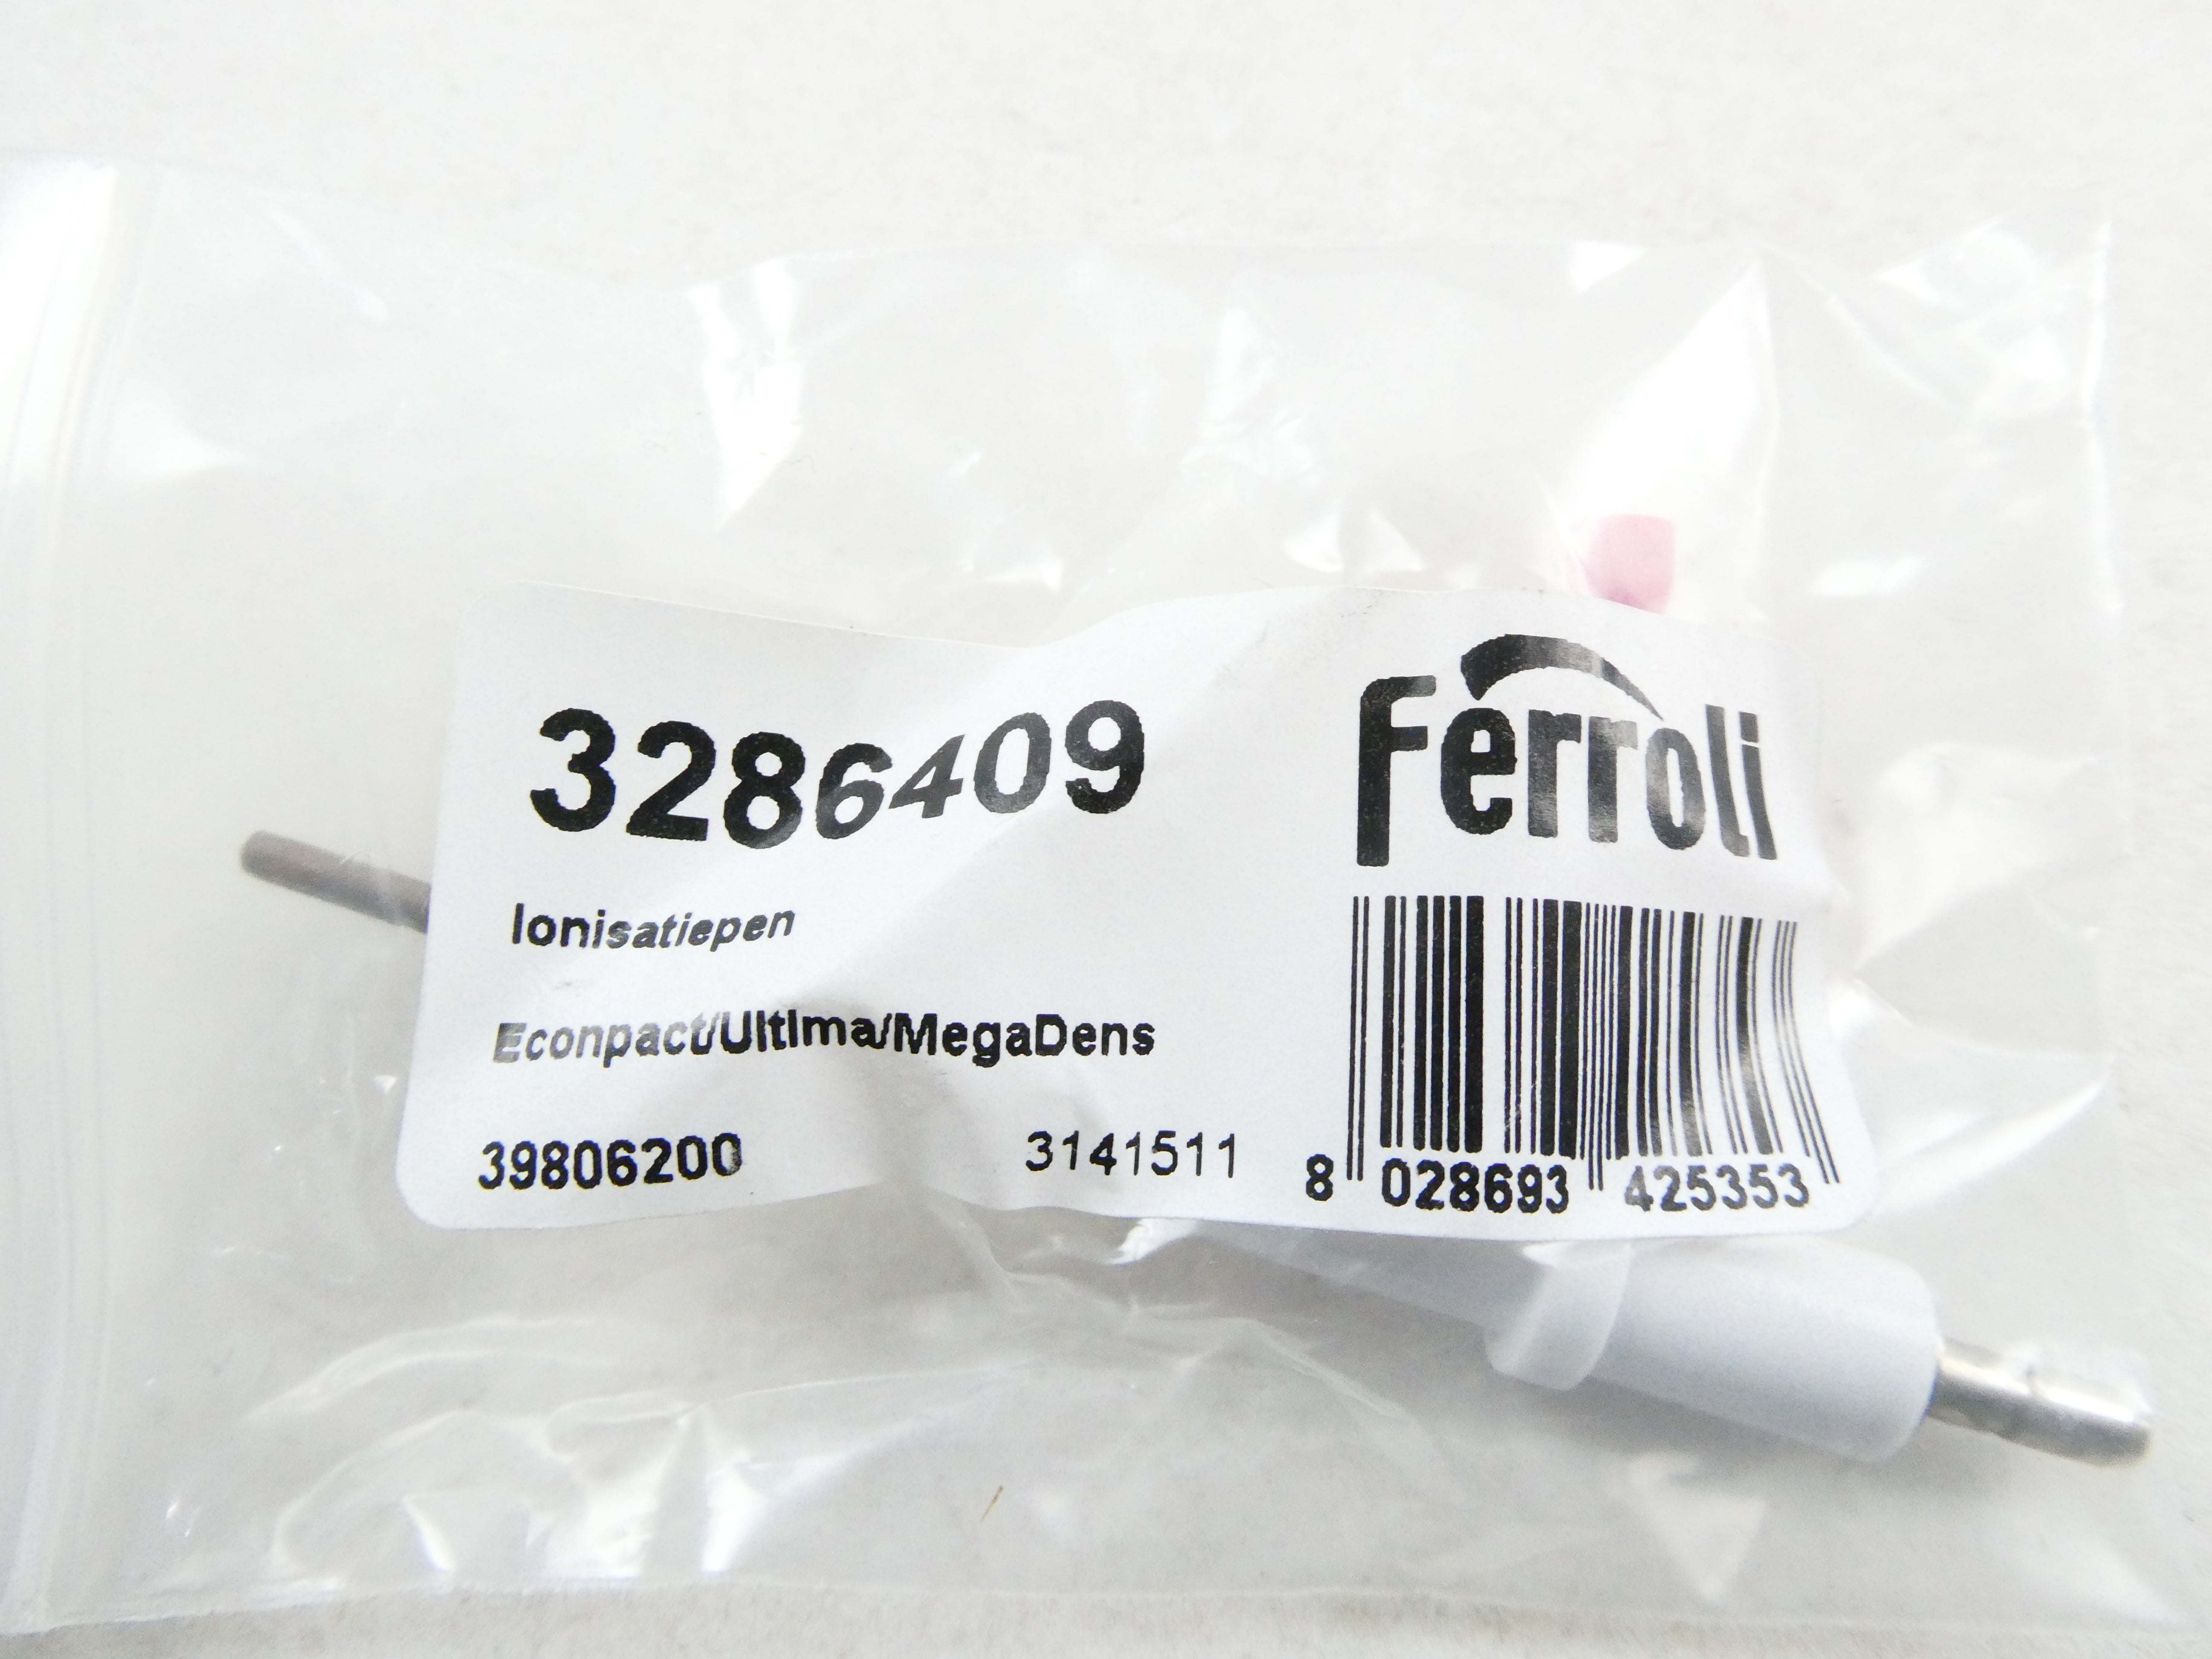 3286409
Ferroli
Ionisatiepen
Econpact/Ultima/MegaDens
39806200
3141511
8 028693 425353